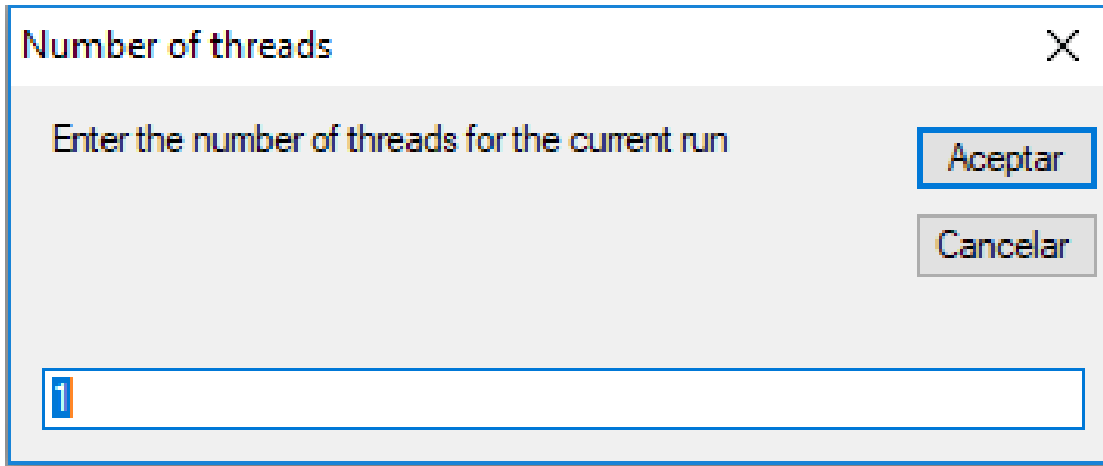 Number of threads
Enter the number of threads for the current run
Aceptar
Cancelar
1